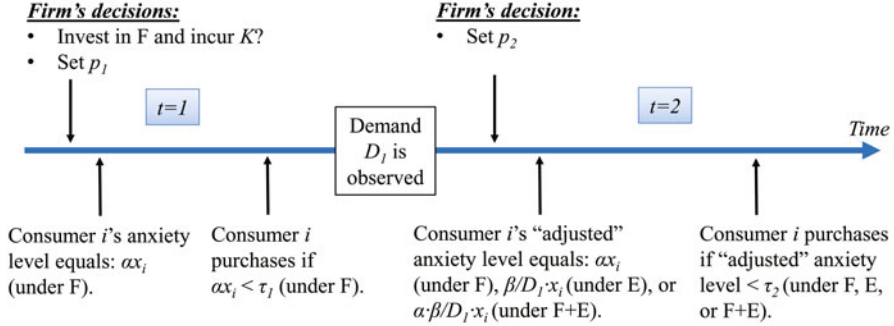 Firm's decisions:
• Invest in F and incur K?
• Set p1
Firm's decision:
• Set p2
t=1
Demand
D1 is
observed
t=2
Time
Consumer i's anxiety
level equals: αxi
(under F).
Consumer i
purchases if
αxi < τ1 (under F).
Consumer i's “adjusted”
anxiety level equals: αxi
(under F), β/D1·xi (under E), or
α·β/D1·xi (under F+E).
Consumer i purchases
if “adjusted” anxiety
level < τ2 (under F, E,
or F+E).